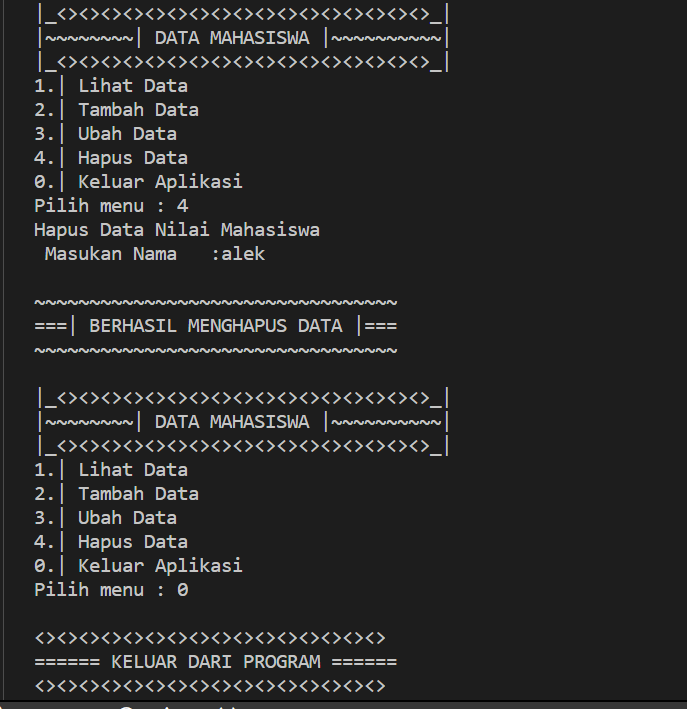 |_<><><><><><><><><><><><><><><><><>_|
|~~~~~~~~| DATA MAHASISWA |~~~~~~~~~~|
|_<><><><><><><><><><><><><><><><><>_|
1.| Lihat Data
2.| Tambah Data
3.| Ubah Data
4.| Hapus Data
0.| Keluar Aplikasi
Pilih menu : 4
Hapus Data Nilai Mahasiswa
 Masukan Nama   :alek
~~~~~~~~~~~~~~~~~~~~~~~~~~~~~~~~~
===| BERHASIL MENGHAPUS DATA |===
~~~~~~~~~~~~~~~~~~~~~~~~~~~~~~~~~
|_<><><><><><><><><><><><><><><><><>_|
|~~~~~~~~| DATA MAHASISWA |~~~~~~~~~~|
|_<><><><><><><><><><><><><><><><><>_|
1.| Lihat Data
2.| Tambah Data
3.| Ubah Data
4.| Hapus Data
0.| Keluar Aplikasi
Pilih menu : 0
<><><><><><><><><><><><><><><><>
====== KELUAR DARI PROGRAM ======
<><><><><><><><><><><><><><><><>